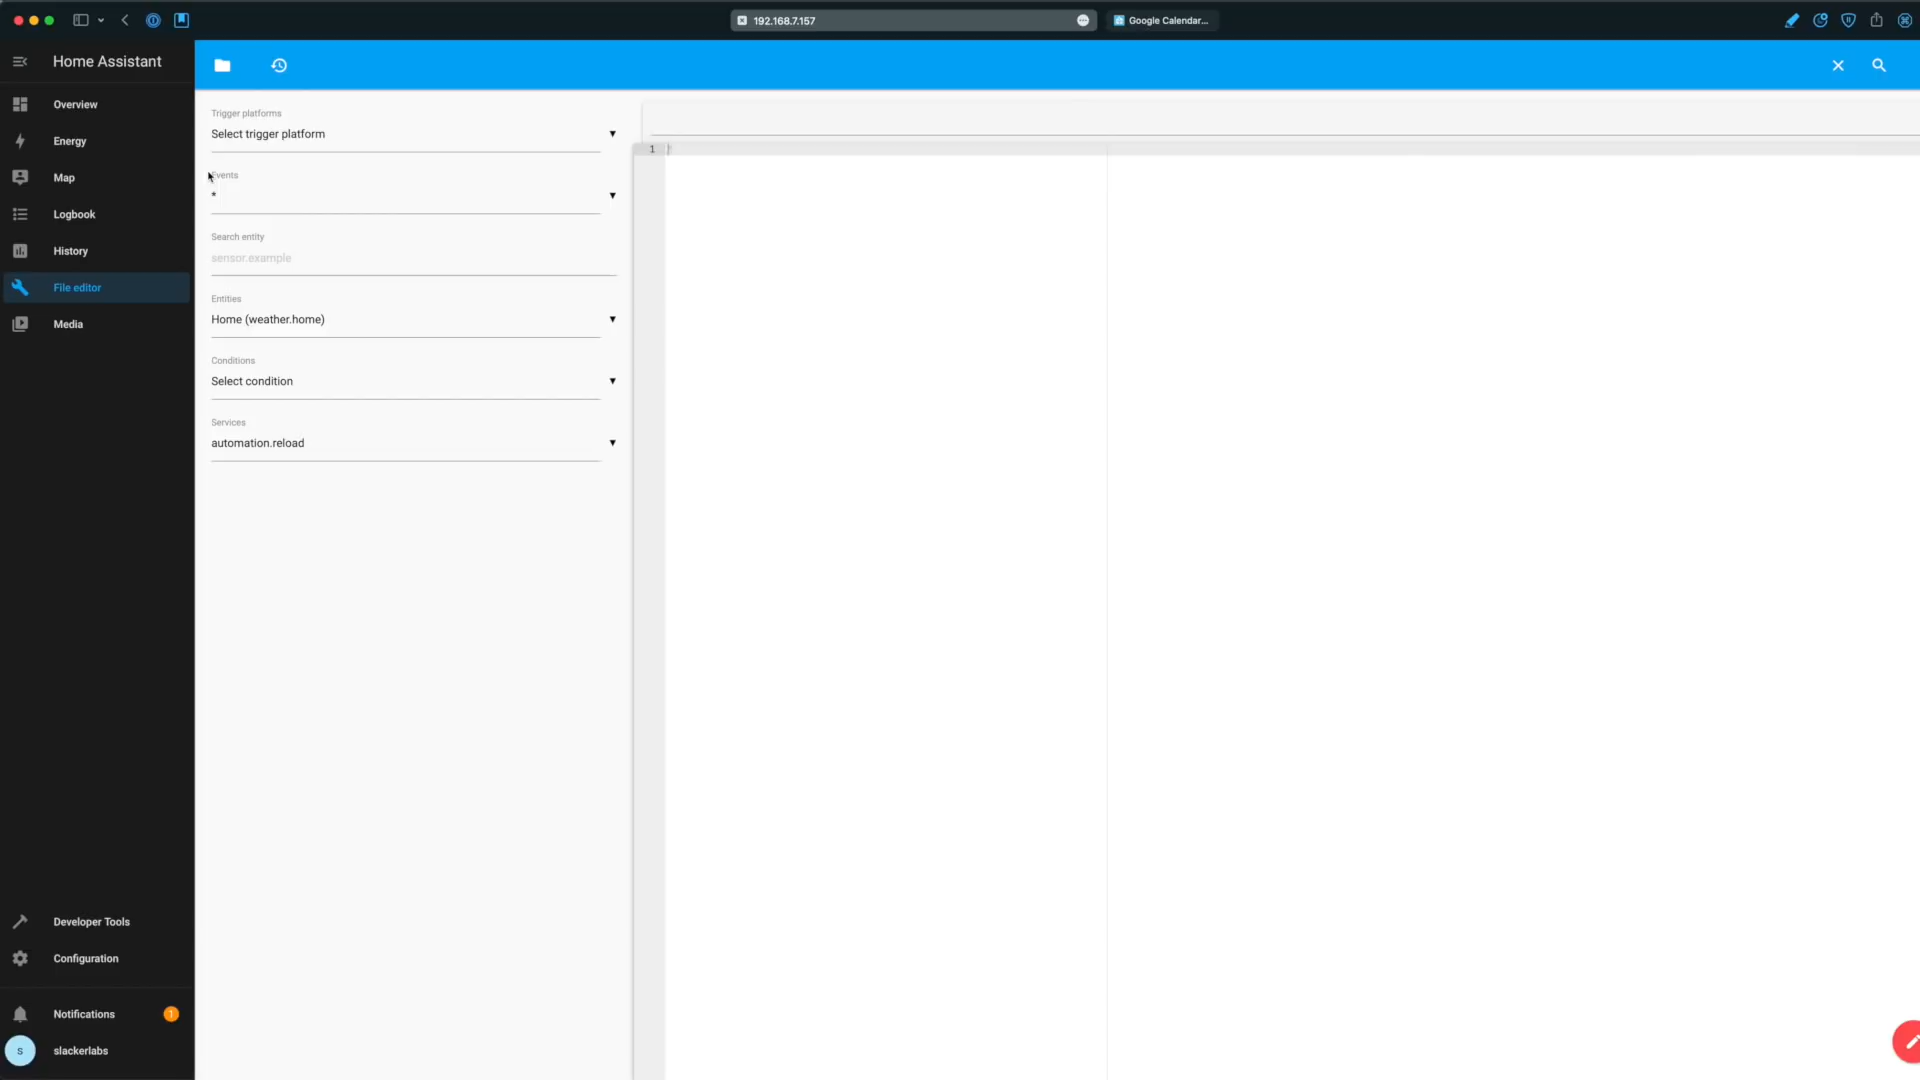 192.168.7.157
Google Calendar...
Home Assistant
Overview
Energy
Map
Logbook
History
File editor
Media
Developer Tools
Configuration
Notifications
1
s
slackerlabs
Trigger platforms
Select trigger platform
Events
*
Search entity
sensor.example
Entities
Home (weather.home)
Conditions
Select condition
Services
automation.reload
1